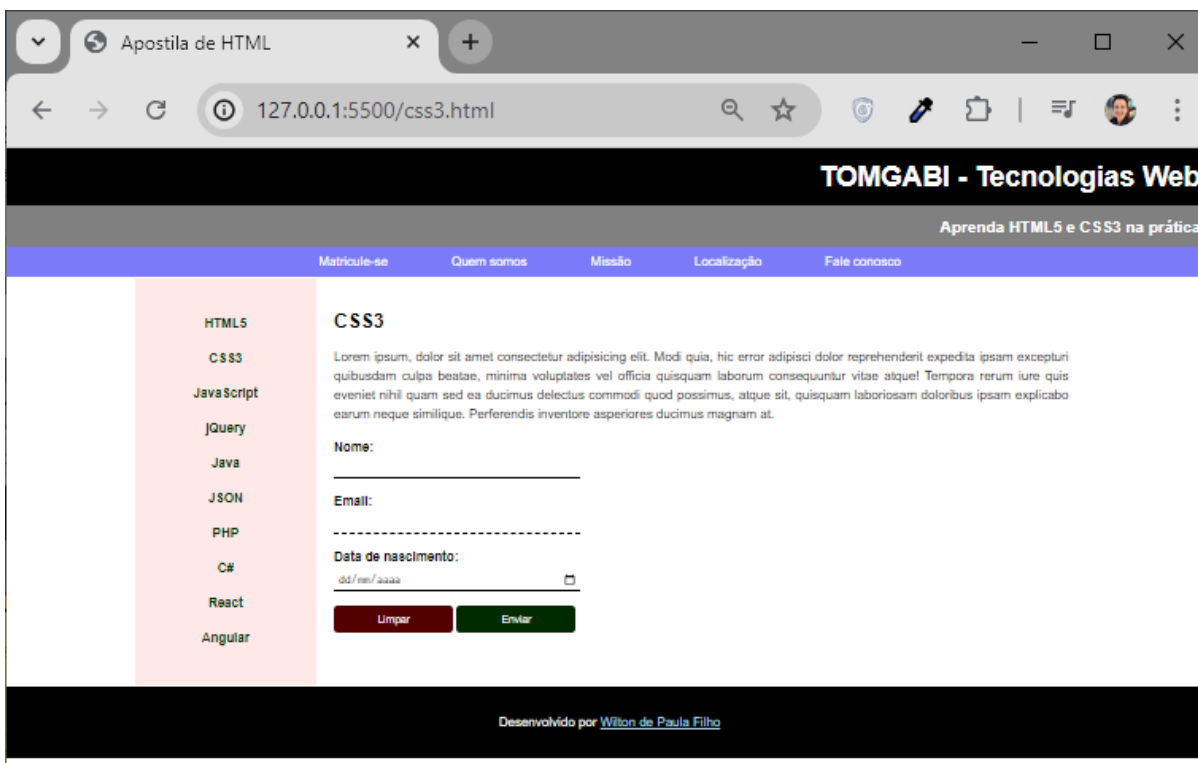 Apostila de HTML
127.0.0.1:5500/css3.html
TOMGABI - Tecnologias Web
Aprenda HTML5 e CSS3 na prática
Matricule-se Quem somos Missão Localização Fale conosco
HTML5
CSS3
JavaScript
jQuery
Java
JSON
PHP
C#
React
Angular
CSS3
Lorem ipsum, dolor sit amet consectetur adipisicing elit. Modi quia, hic error adipisci dolor reprehenderit expedita ipsam excepturi
quibusdam culpa beatae, minima voluptates vel officia quisquam laborum consequuntur vitae atque! Tempora rerum iure quis
eveniet nihil quam sed ea ducimus delectus commodi quod possimus, atque sit, quisquam laboriosam doloribus ipsam explicabo
earum neque similique. Perferendis inventore asperiores ducimus magnam at.
Nome:
Email:
Data de nascimento:
dd/mm/aaaa
Limpar Enviar
Desenvolvido por Wilton de Paula Filho